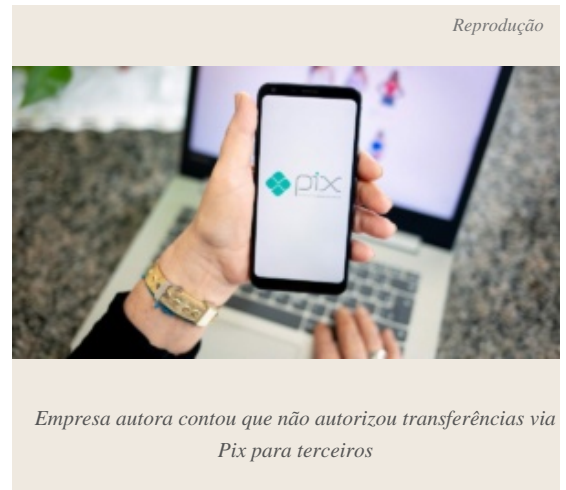 Reprodução
pix
Empresa autora contou que não autorizou transferências via
Pix para terceiros